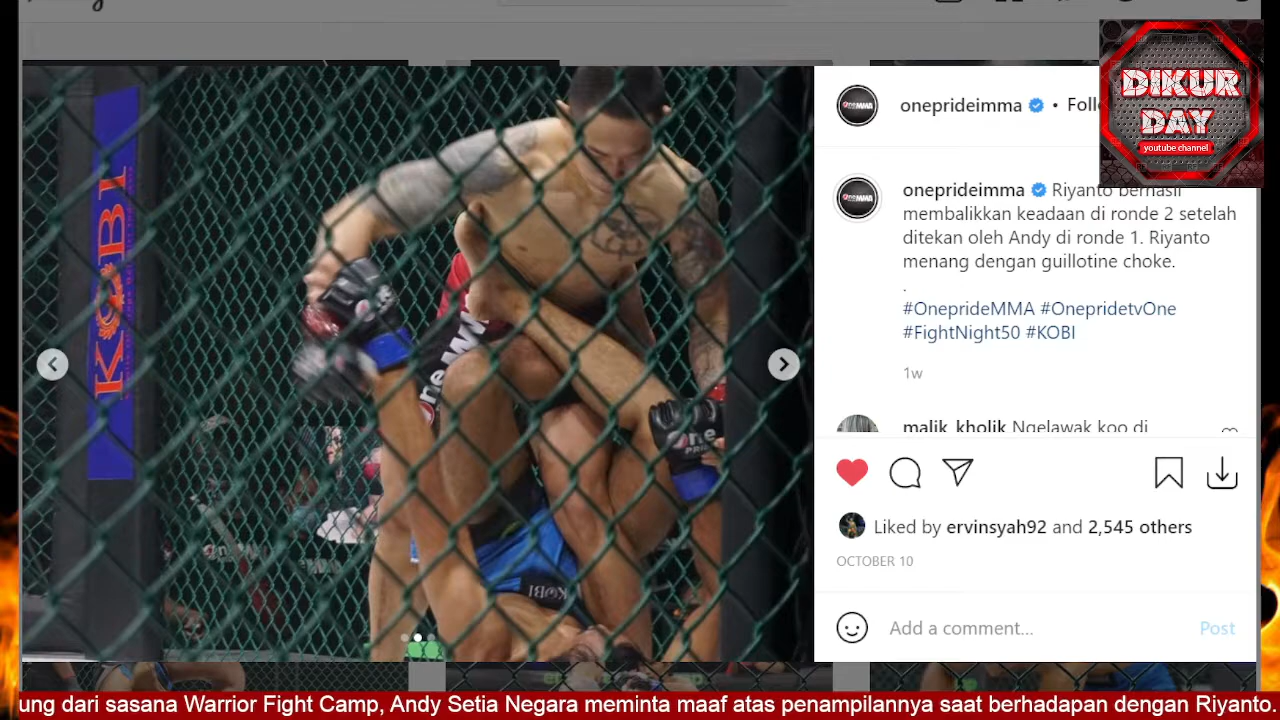 DIKUR
DAY
youtube channel
oneprideimma • Foll
oneprideimma Riyanto berhasil
membalikkan keadaan di ronde 2 setelah
ditekan oleh Andy di ronde 1. Riyanto
menang dengan guillotine choke.
.
#OneprideMMA #OnepridetvOne
#FightNight50 #KOBI
1w
malik_kholik Ngelawak koo di
Liked by ervinsyah92 and 2,545 others
OCTOBER 10
Add a comment... Post
KOBI
One
PRIDE
KOBI
ung dari sasana Warrior Fight Camp, Andy Setia Negara meminta maaf atas penampilannya saat berhadapan dengan Riyanto.